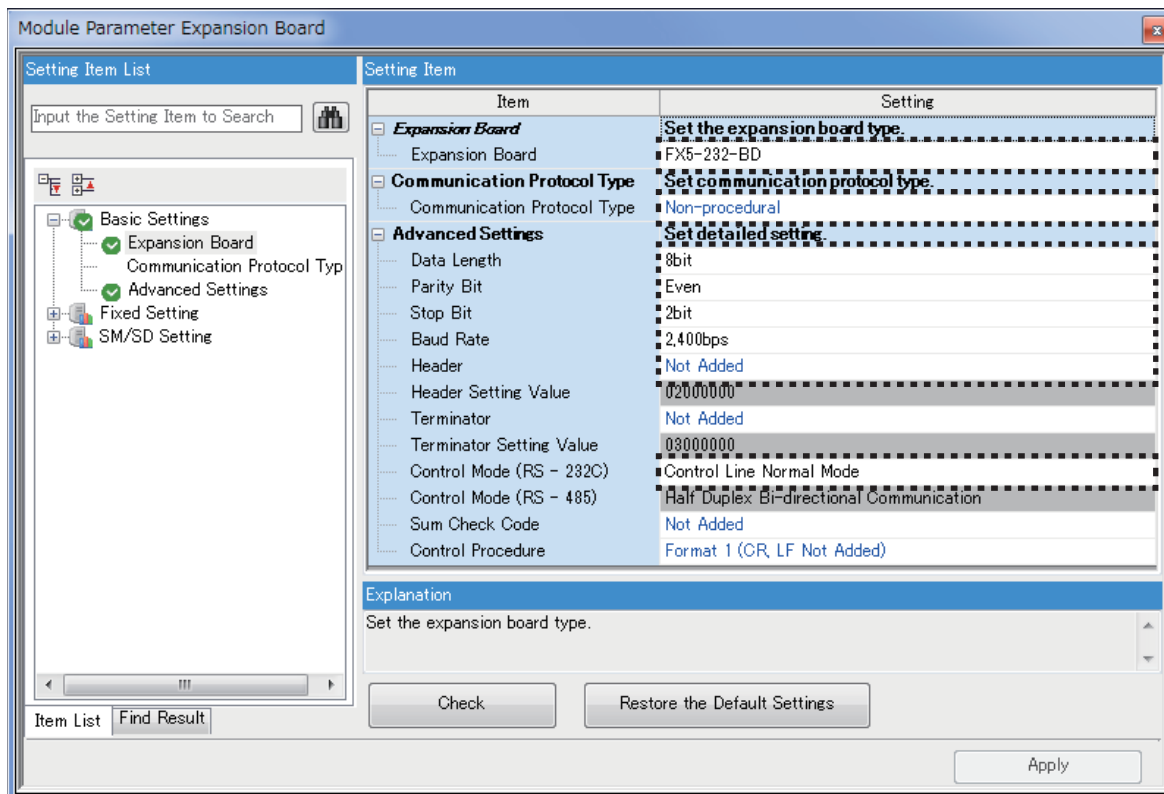 Module Parameter Expansion Board
Setting Item List
Input the Setting Item to Search
Basic Settings
Expansion Board
Communication Protocol Typ
Advanced Settings
Fixed Setting
SM/SD Setting
Item List
Find Result
Setting Item
Item Setting
Expansion Board Set the expansion board type.
Expansion Board FX5-232-BD
Communication Protocol Type Set communication protocol type.
Communication Protocol Type Non-procedural
Advanced Settings Set detailed setting.
Data Length 8bit
Parity Bit Even
Stop Bit 2bit
Baud Rate 2,400bps
Header Not Added
Header Setting Value 02000000
Terminator Not Added
Terminator Setting Value 03000000
Control Mode (RS - 232C) Control Line Normal Mode
Control Mode (RS - 485) Half Duplex Bi-directional Communication
Sum Check Code Not Added
Control Procedure Format 1 (CR, LF Not Added)
Explanation
Set the expansion board type.
Check
Restore the Default Settings
Apply